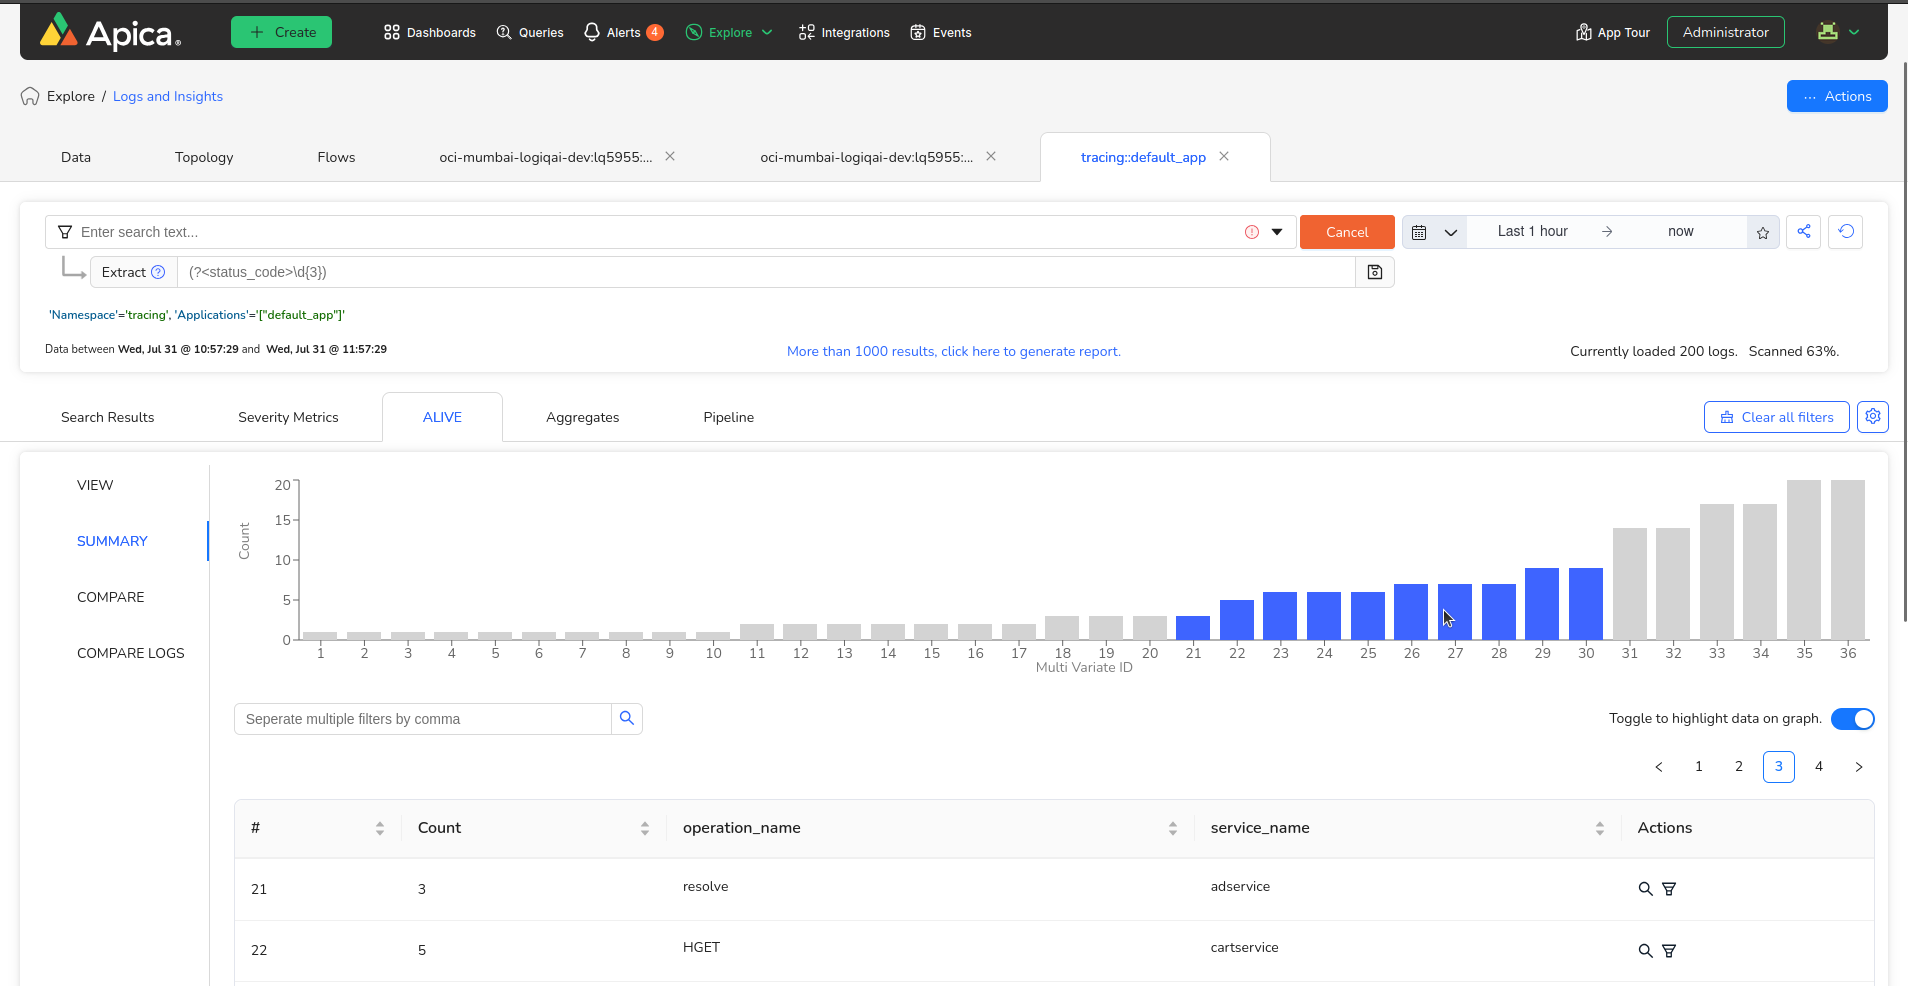 Apica®
+ Create
Dashboards
Queries
Alerts 4
Explore
Integrations
Events
App Tour
Administrator
Explore / Logs and Insights
··· Actions
Data
Topology
Flows
oci-mumbai-logiqai-dev:lq5955:...
oci-mumbai-logiqai-dev:lq5955:...
tracing::default_app
Enter search text...
Cancel
Last 1 hour → now
Extract
(?<status_code>\d{3})
'Namespace'='tracing', 'Applications'='["default_app"]'
Data between Wed, Jul 31 @ 10:57:29 and Wed, Jul 31 @ 11:57:29
More than 1000 results, click here to generate report.
Currently loaded 200 logs. Scanned 63%.
Search Results
Severity Metrics
ALIVE
Aggregates
Pipeline
Clear all filters
VIEW
SUMMARY
COMPARE
COMPARE LOGS
Count
20
15
10
5
0
1 2 3 4 5 6 7 8 9 10 11 12 13 14 15 16 17 18 19 20 21 22 23 24 25 26 27 28 29 30 31 32 33 34 35 36
Multi Variate ID
Seperate multiple filters by comma
Toggle to highlight data on graph.
< 1 2 3 4 >
# Count operation_name service_name Actions
21 3 resolve adservice
22 5 HGET cartservice